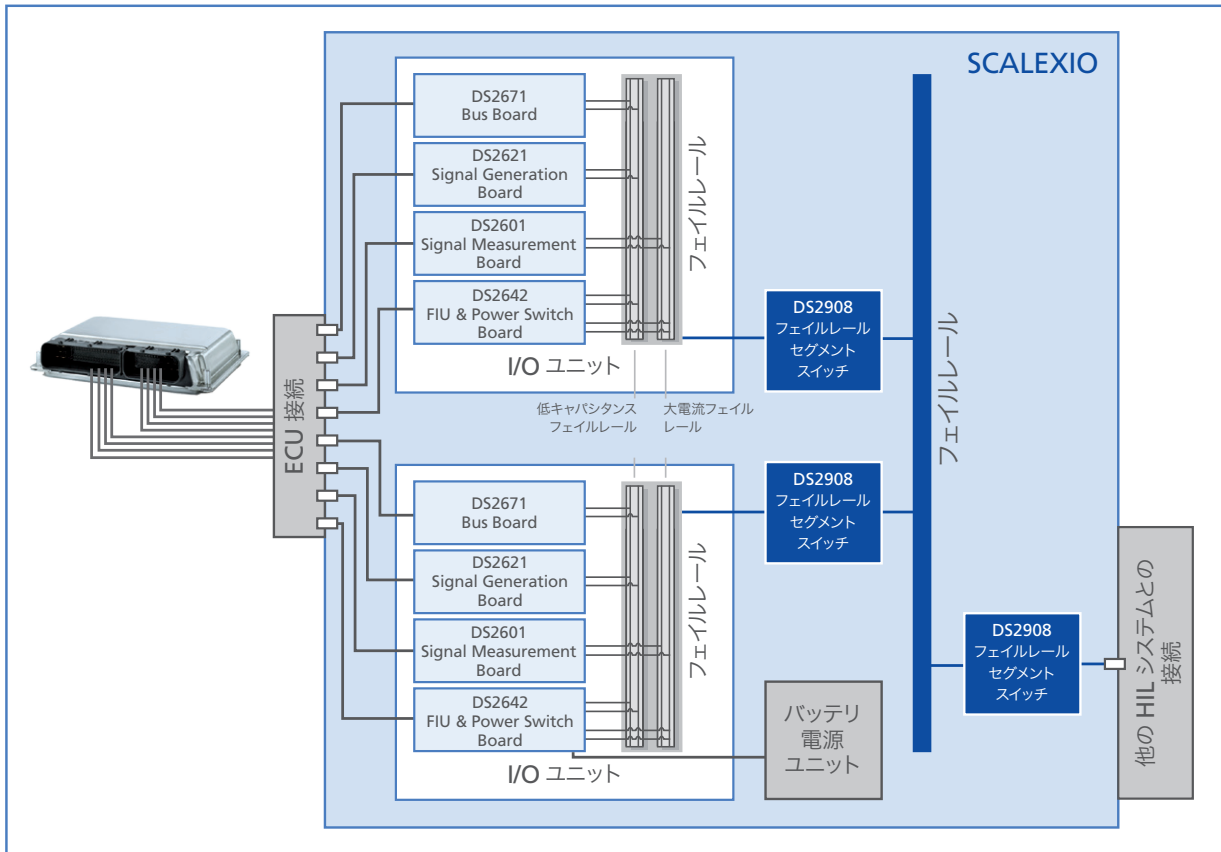 SCALEXIO
DS2671
Bus Board
DS2621
Signal Generation
Board
DS2601
Signal Measurement
Board
DS2642
FIU & Power Switch
Board
I/O ユニット
フェイルレール
低キャパシタンス
フェイルレール
大電流フェイル
レール
DS2908
フェイルレール
セグメント
スイッチ
フェイルレール
ECU 接続
DS2671
Bus Board
DS2621
Signal Generation
Board
DS2601
Signal Measurement
Board
DS2642
FIU & Power Switch
Board
I/O ユニット
フェイルレール
DS2908
フェイルレール
セグメント
スイッチ
バッテリ
電源
ユニット
DS2908
フェイルレール
セグメント
スイッチ
他の HIL システムとの
接続